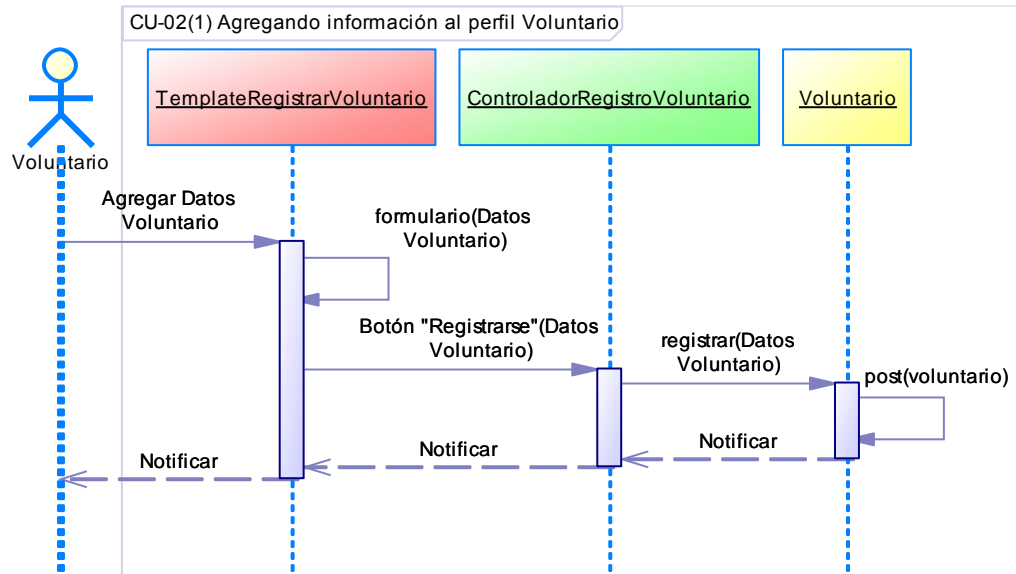 CU-02(1) Agregando información al perfil Voluntario
TemplateRegistrarVoluntario
ControladorRegistroVoluntario
Voluntario
Voluntario
Agregar Datos
Voluntario
formulario(Datos
Voluntario)
Botón "Registrarse"(Datos
Voluntario)
registrar(Datos
Voluntario)
post(voluntario)
Notificar
Notificar
Notificar